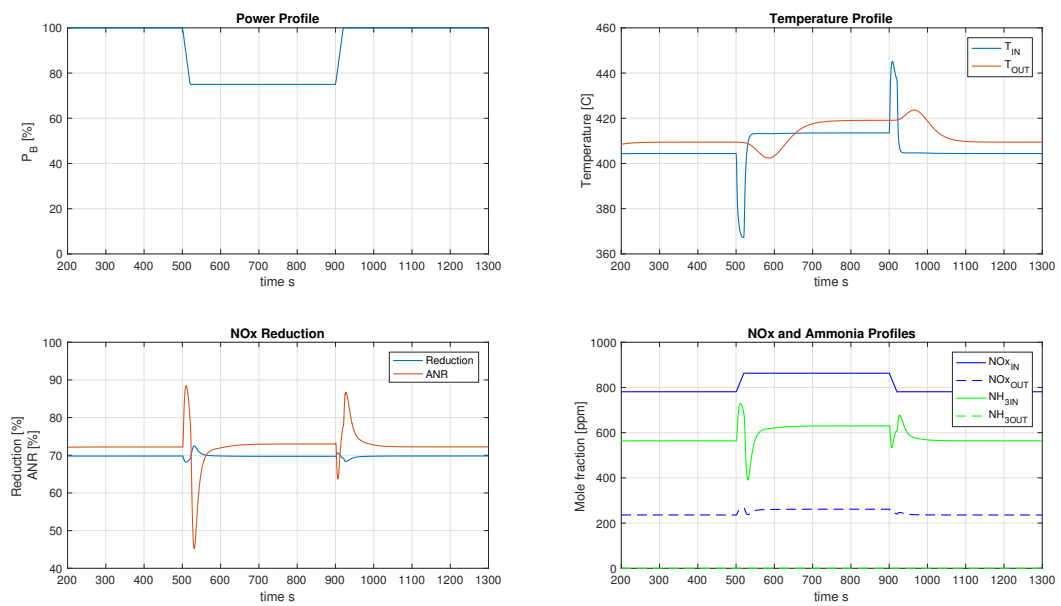 Power Profile
100
80
60
40
20
0
P_B [%]
200 300 400 500 600 700 800 900 1000 1100 1200 1300
time s
Temperature Profile
460
440
420
400
380
360
Temperature [C]
T_IN
T_OUT
200 300 400 500 600 700 800 900 1000 1100 1200 1300
time s
NOx Reduction
100
90
80
70
60
50
40
Reduction [%]
ANR [%]
Reduction
ANR
200 300 400 500 600 700 800 900 1000 1100 1200 1300
time s
NOx and Ammonia Profiles
1000
800
600
400
200
0
Mole fraction [ppm]
NOx_IN
NOx_OUT
NH_3IN
NH_3OUT
200 300 400 500 600 700 800 900 1000 1100 1200 1300
time s